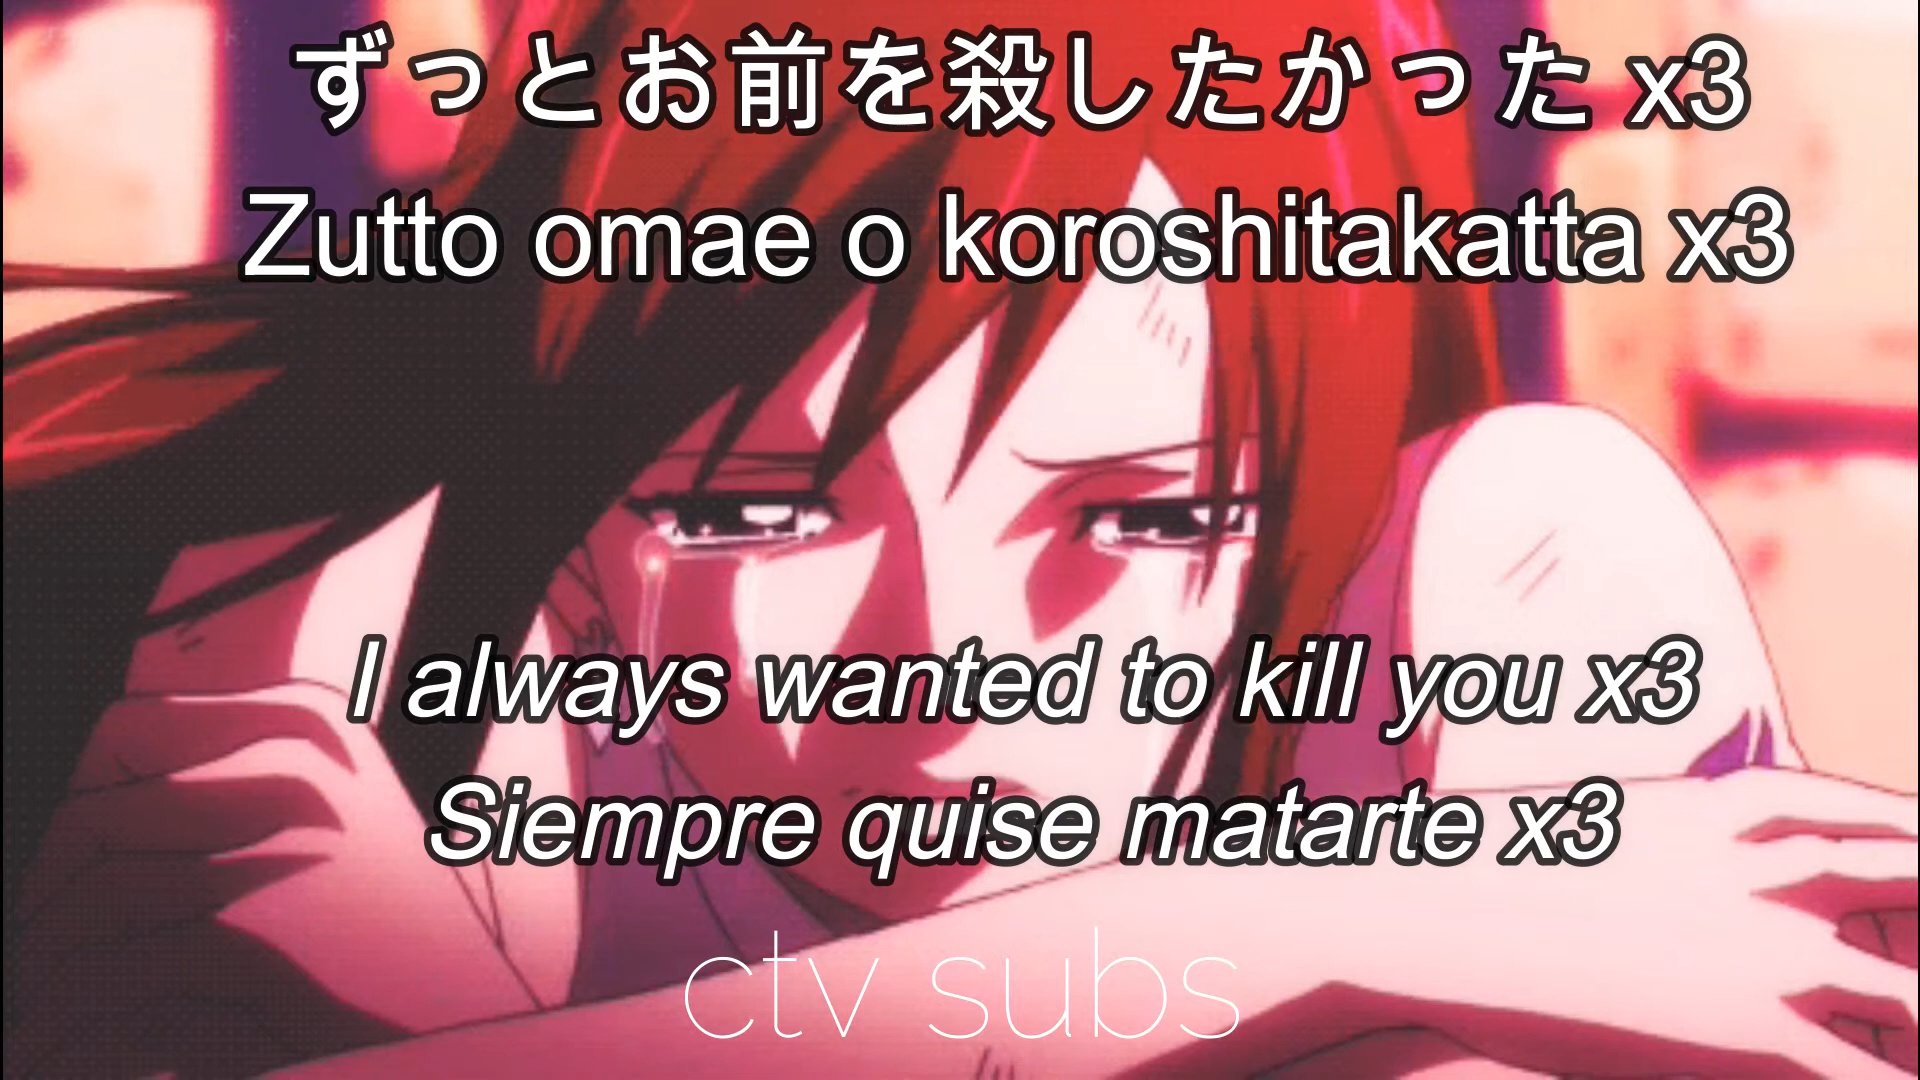 ずっとお前を殺したかった x3
Zutto omae o koroshitakatta x3
I always wanted to kill you x3
Siempre quise matarte x3
ctv subs